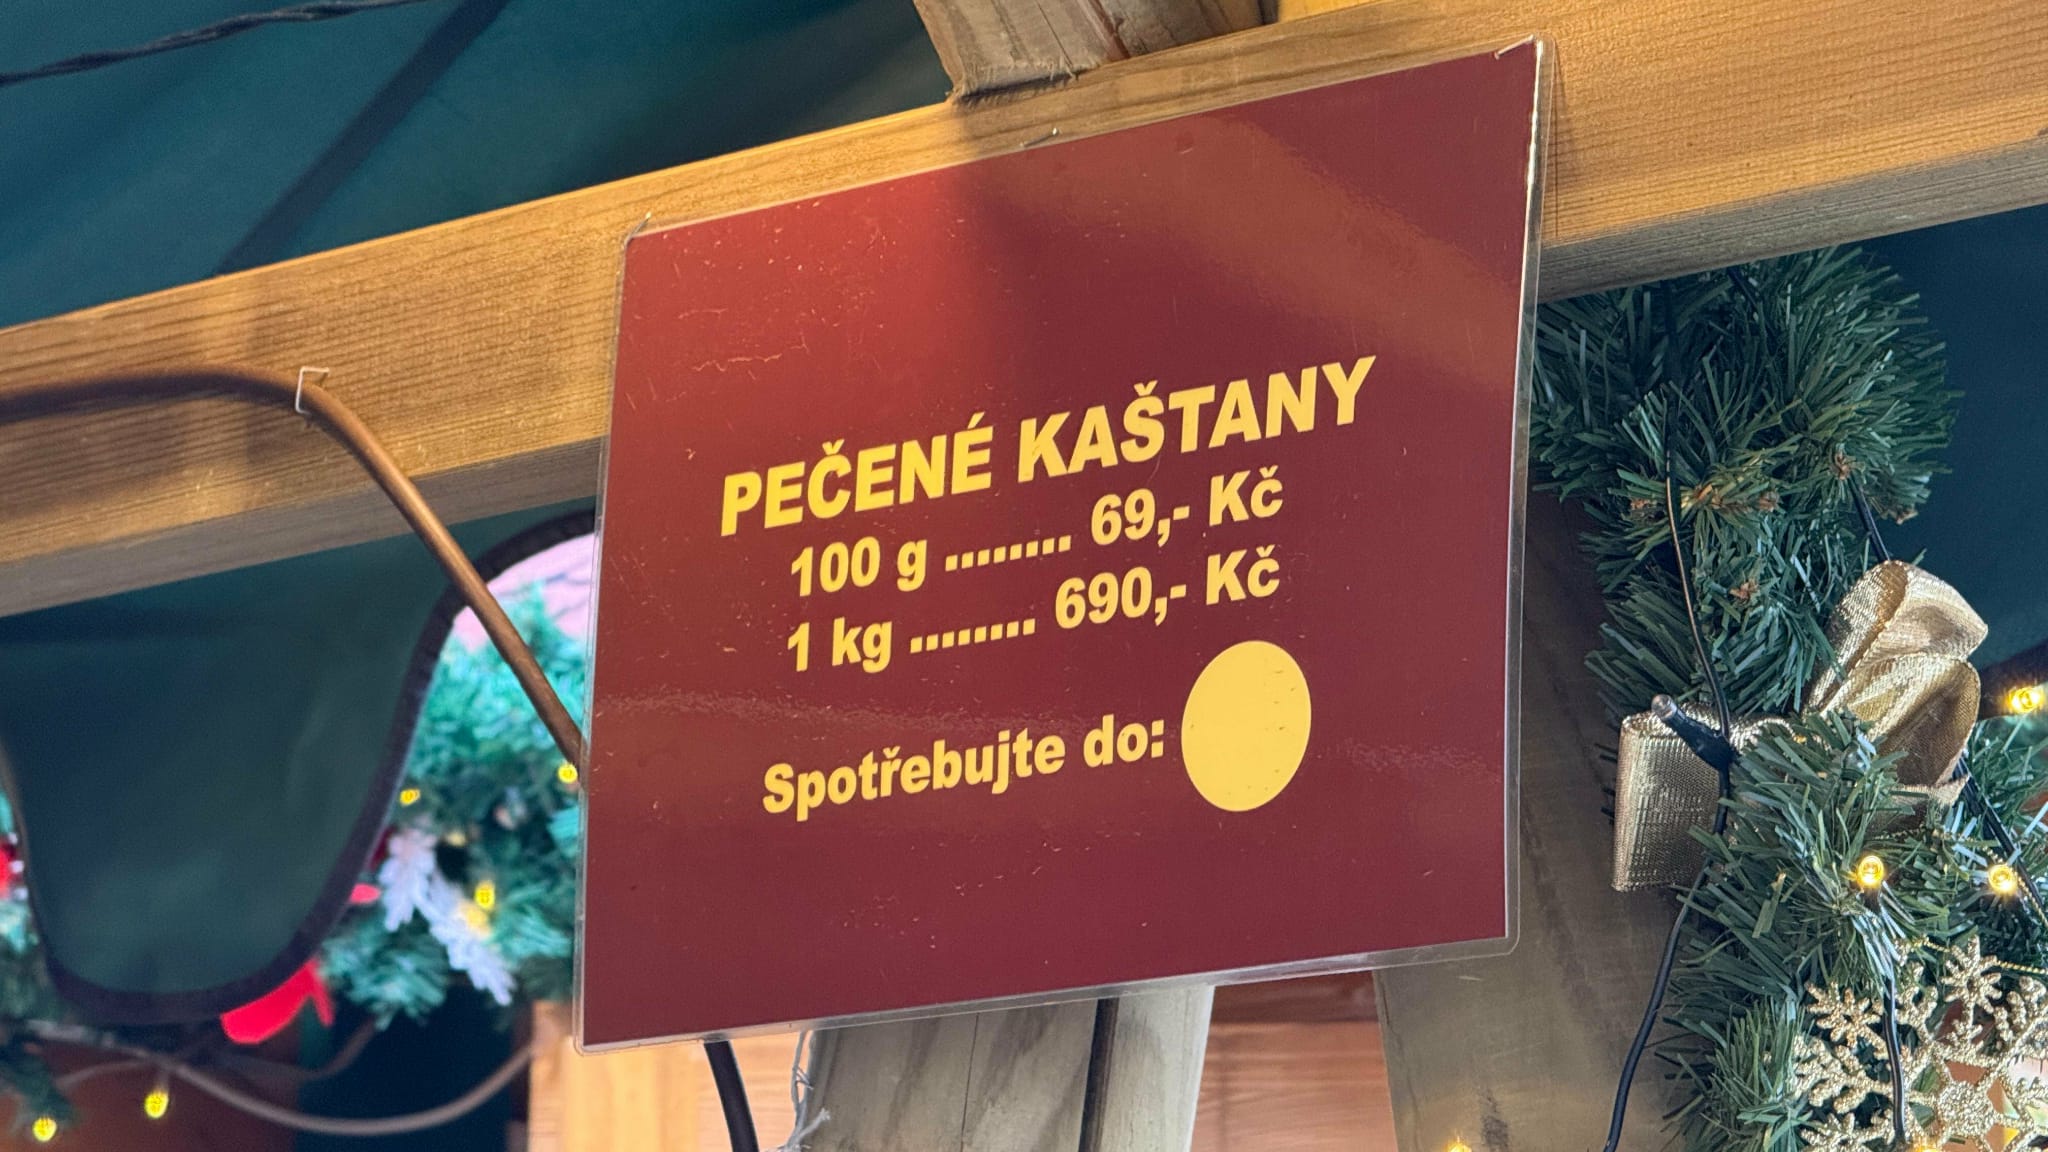 PEČENÉ KAŠTANY
100 g ........ 69,- Kč
1 kg ........ 690,- Kč
Spotřebujte do: